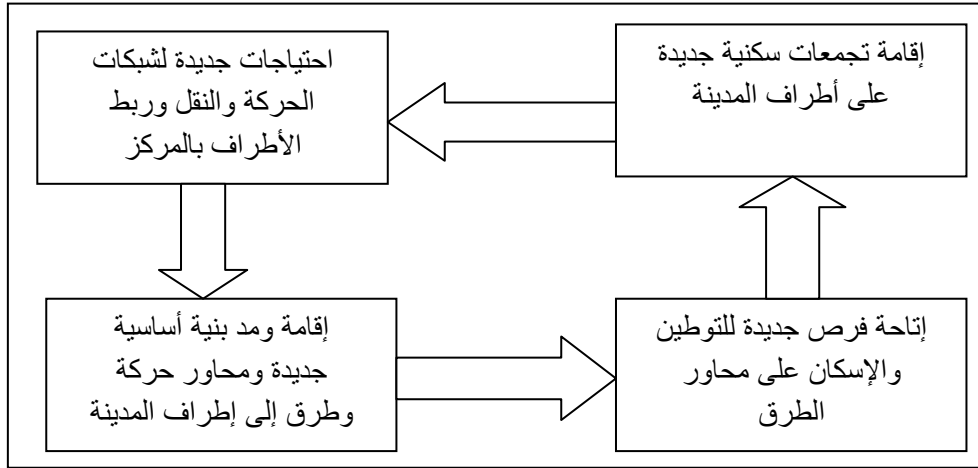 إقامة تجمعات سكنية جديدة
على أطراف المدينة
احتياجات جديدة لشبكات
الحركة والنقل وربط
الأطراف بالمركز
إقامة ومد بنية أساسية
جديدة ومحاور حركة
وطرق إلى إطراف المدينة
إتاحة فرص جديدة للتوطين
والإسكان على محاور
الطرق